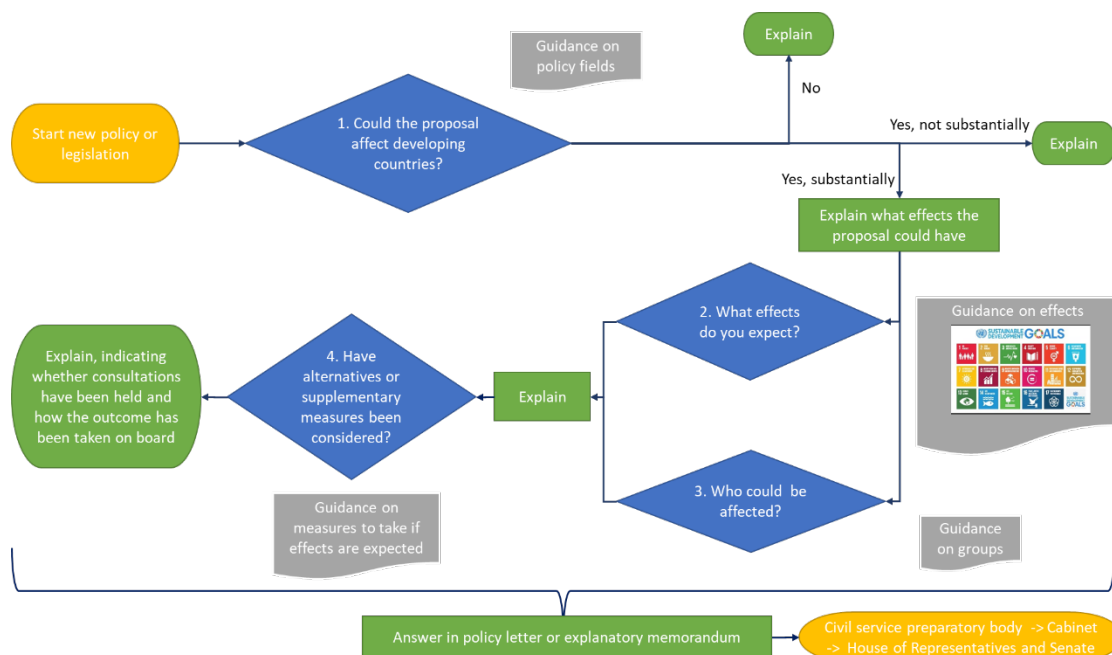 Explain
Guidance on
policy fields
No
Start new policy or
legislation
1. Could the proposal
affect developing
countries?
Yes, not substantially
Explain
Yes, substantially
Explain what effects the
proposal could have
2. What effects
do you expect?
Guidance on effects
SUSTAINABLE
DEVELOPMENT
GOALS
Explain, indicating
whether consultations
have been held and
how the outcome has
been taken on board
4. Have
alternatives or
supplementary
measures been
considered?
Explain
3. Who could be
affected?
Guidance on
measures to take if
effects are expected
Guidance
on groups
Answer in policy letter or explanatory memorandum
Civil service preparatory body -> Cabinet
-> House of Representatives and Senate